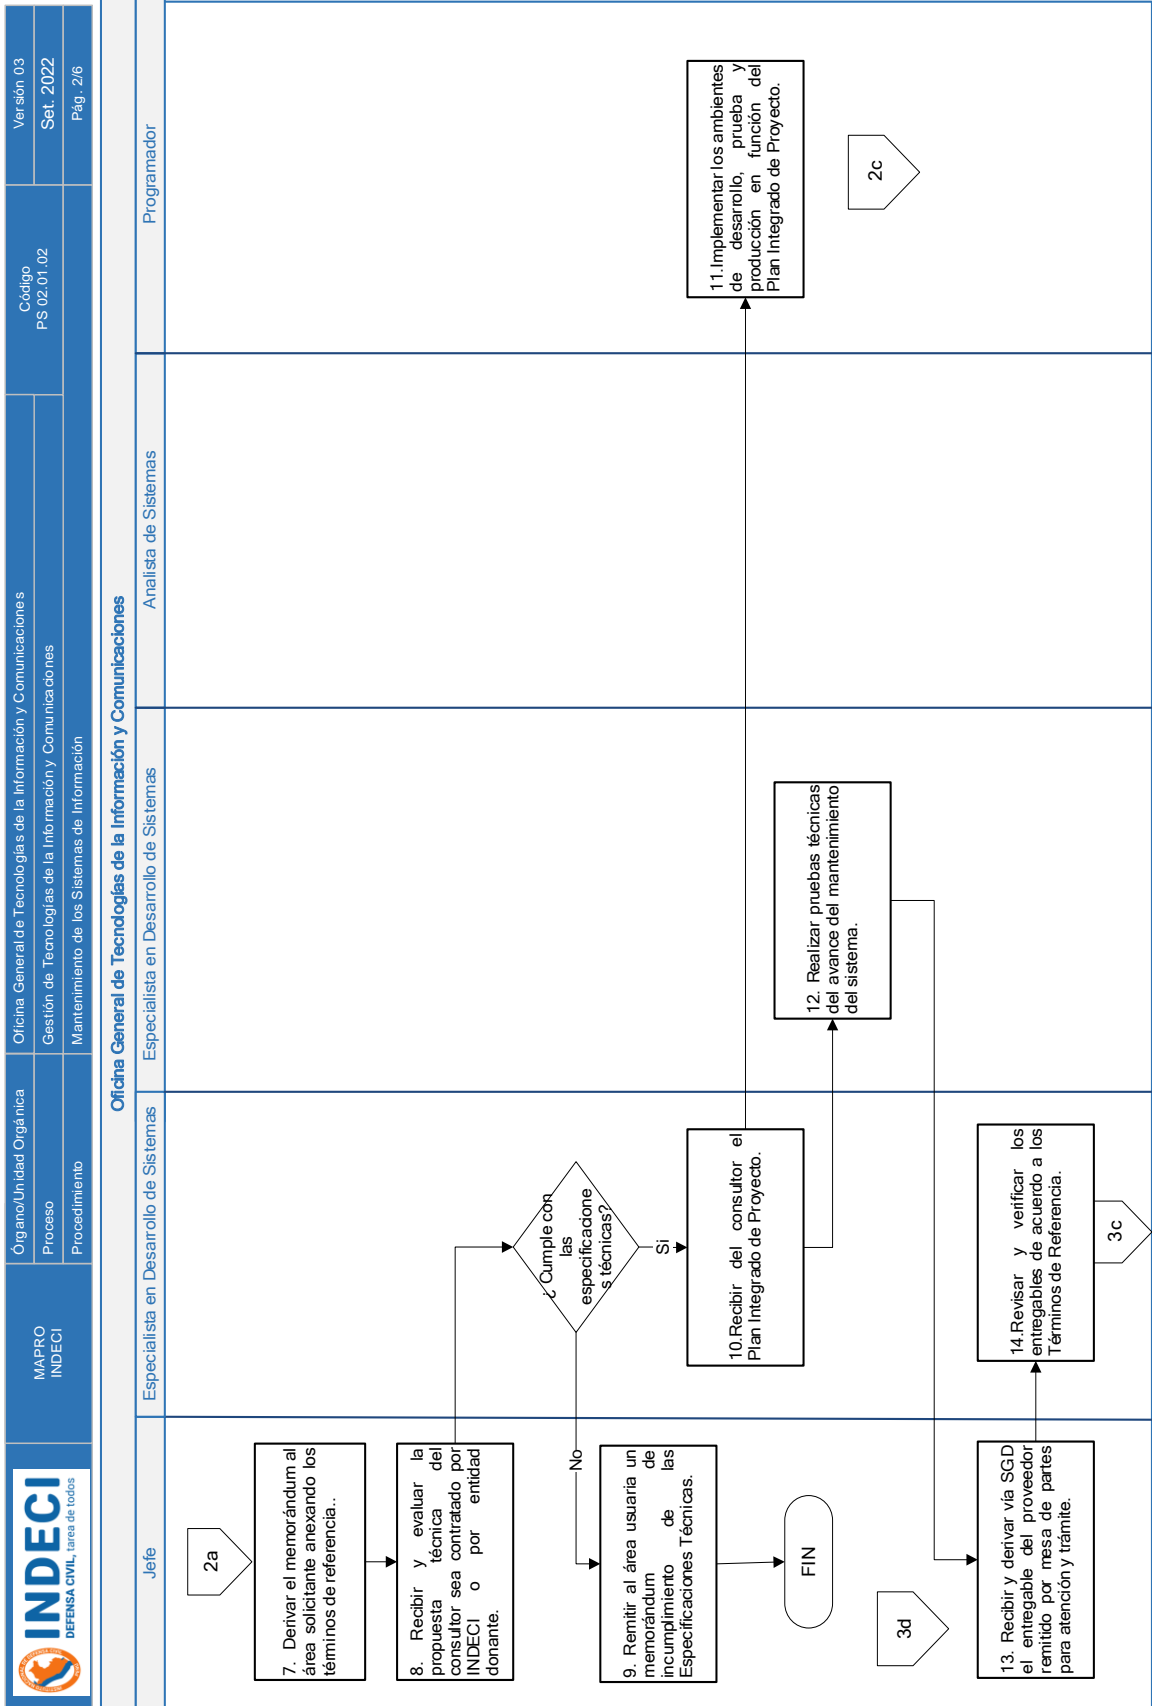 INDECI
DEFENSA CIVIL, tarea de todos
MAPRO
INDECI
Órgano/Unidad Orgánica
Oficina General de Tecnologías de la Información y Comunicaciones
Proceso
Gestión de Tecnologías de la Información y Comunicaciones
Procedimiento
Mantenimiento de los Sistemas de Información
Código
PS 02.01.02
Versión 03
Set. 2022
Pág. 2/6
Oficina General de Tecnologías de la Información y Comunicaciones
Jefe
Especialista en Desarrollo de Sistemas
Especialista en Desarrollo de Sistemas
Analista de Sistemas
Programador
2a
7. Derivar el memorándum al
área solicitante anexando los
términos de referencia..
8. Recibir y evaluar la
propuesta técnica del
consultor sea contratado por
INDECI o por entidad
donante.
¿ Cumple con
las
especificacione
s técnicas?
No
Si
9. Remitir al área usuaria un
memorándum de
incumplimiento de las
Especificaciones Técnicas.
FIN
10.Recibir del consultor el
Plan Integrado de Proyecto.
11.Implementar los ambientes
de desarrollo, prueba y
producción en función del
Plan Integrado de Proyecto.
2c
12. Realizar pruebas técnicas
del avance del mantenimiento
del sistema.
3d
13. Recibir y derivar vía SGD
el entregable del proveedor
remitido por mesa de partes
para atención y trámite.
14.Revisar y verificar los
entregables de acuerdo a los
Términos de Referencia.
3c